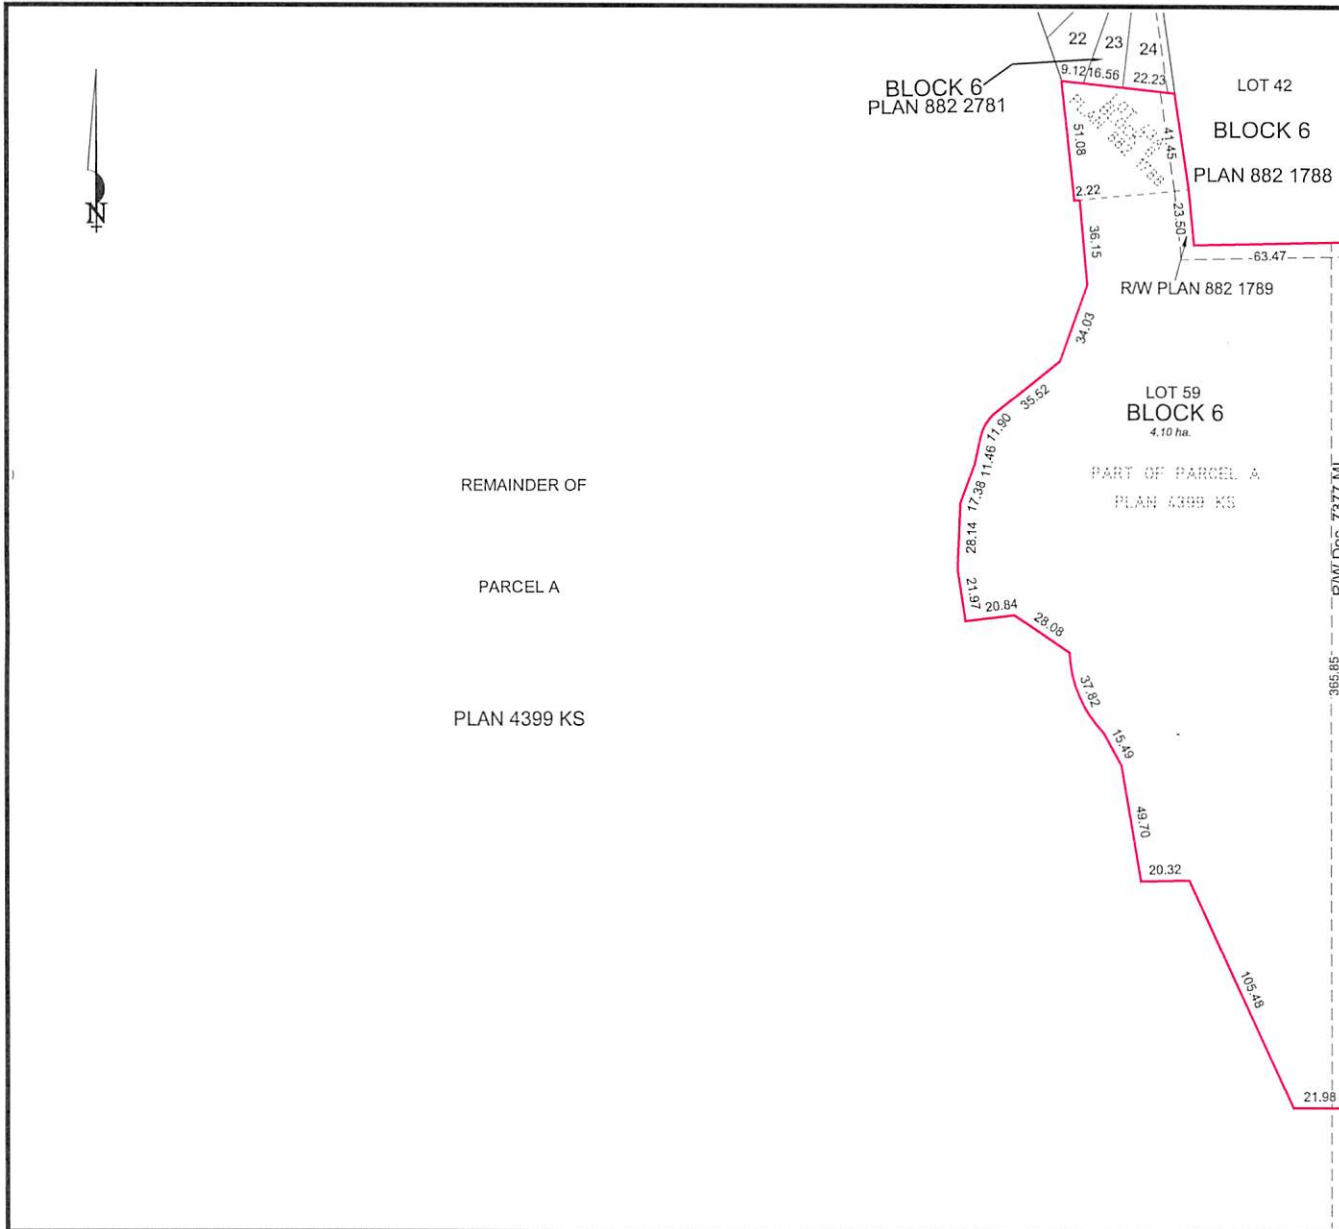 22
23
24
9.12
16.56
22.23
BLOCK 6
PLAN 882 2781
LOT 42
BLOCK 6
PLAN 882 1788
51.08
41.45
2.22
23.50
36.15
63.47
R/W PLAN 882 1789
N
34.03
35.52
LOT 59
BLOCK 6
4.10 ha.
11.90
11.46
PART OF PARCEL A
PLAN 4399 KS
17.38
REMAINDER OF
28.14
PARCEL A
21.97
20.84
28.08
R/W Doc. 7377 MI
365.85
37.82
PLAN 4399 KS
15.49
49.70
20.32
105.48
21.98